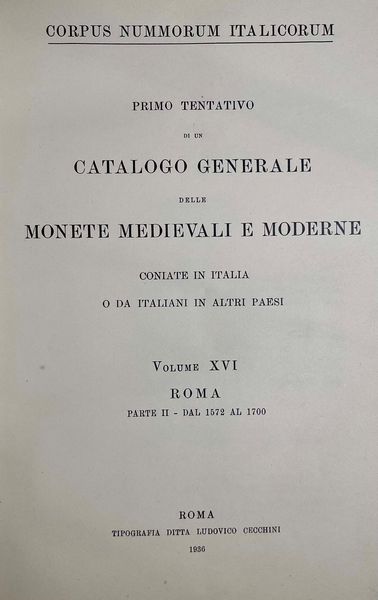 CORPUS NUMMORUM ITALICORUM
PRIMO TENTATIVO
DI UN
CATALOGO GENERALE
DELLE
MONETE MEDIEVALI E MODERNE
CONIATE IN ITALIA
O DA ITALIANI IN ALTRI PAESI
VOLUME XVI
ROMA
PARTE II - DAL 1572 AL 1700
ROMA
TIPOGRAFIA DITTA LUDOVICO CECCHINI
1936